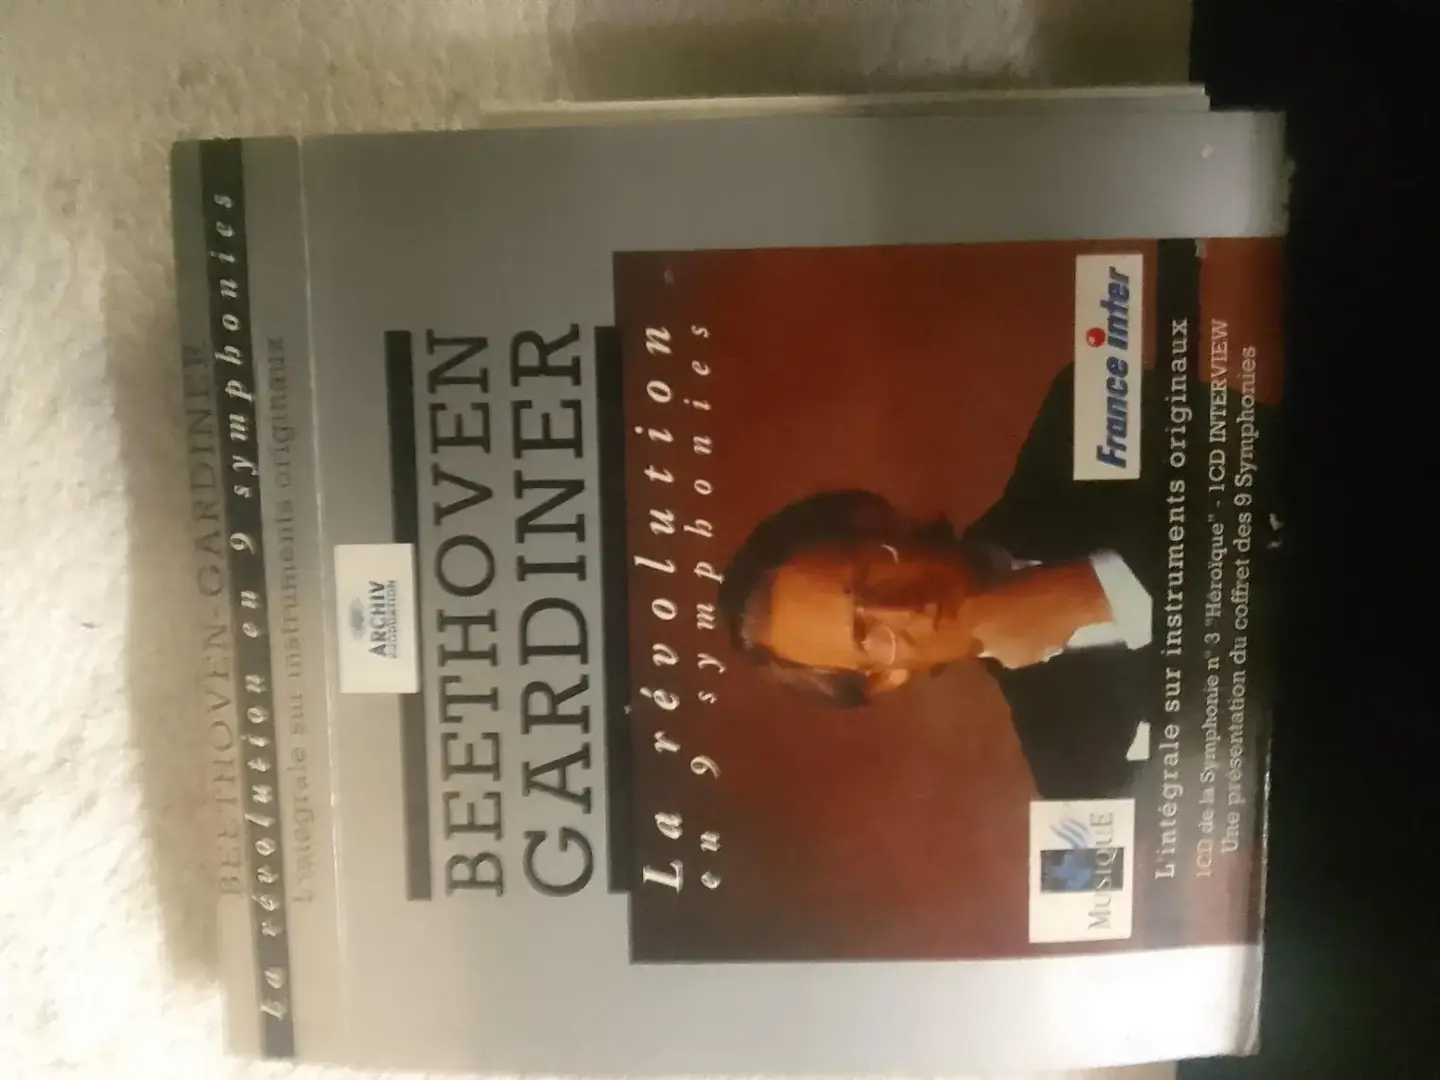 BEETHOVEN-GARDINER
La révolution en 9 symphonies
L'intégrale sur instruments originaux
ARCHIV
PRODUKTION
BEETHOVEN
GARDINER
La révolution
en 9 symphonies
MUSIQUE
France inter
L'intégrale sur instruments originaux
1CD de la Symphonie n° 3 "Héroïque" - 1CD INTERVIEW
Une présentation du coffret des 9 Symphonies